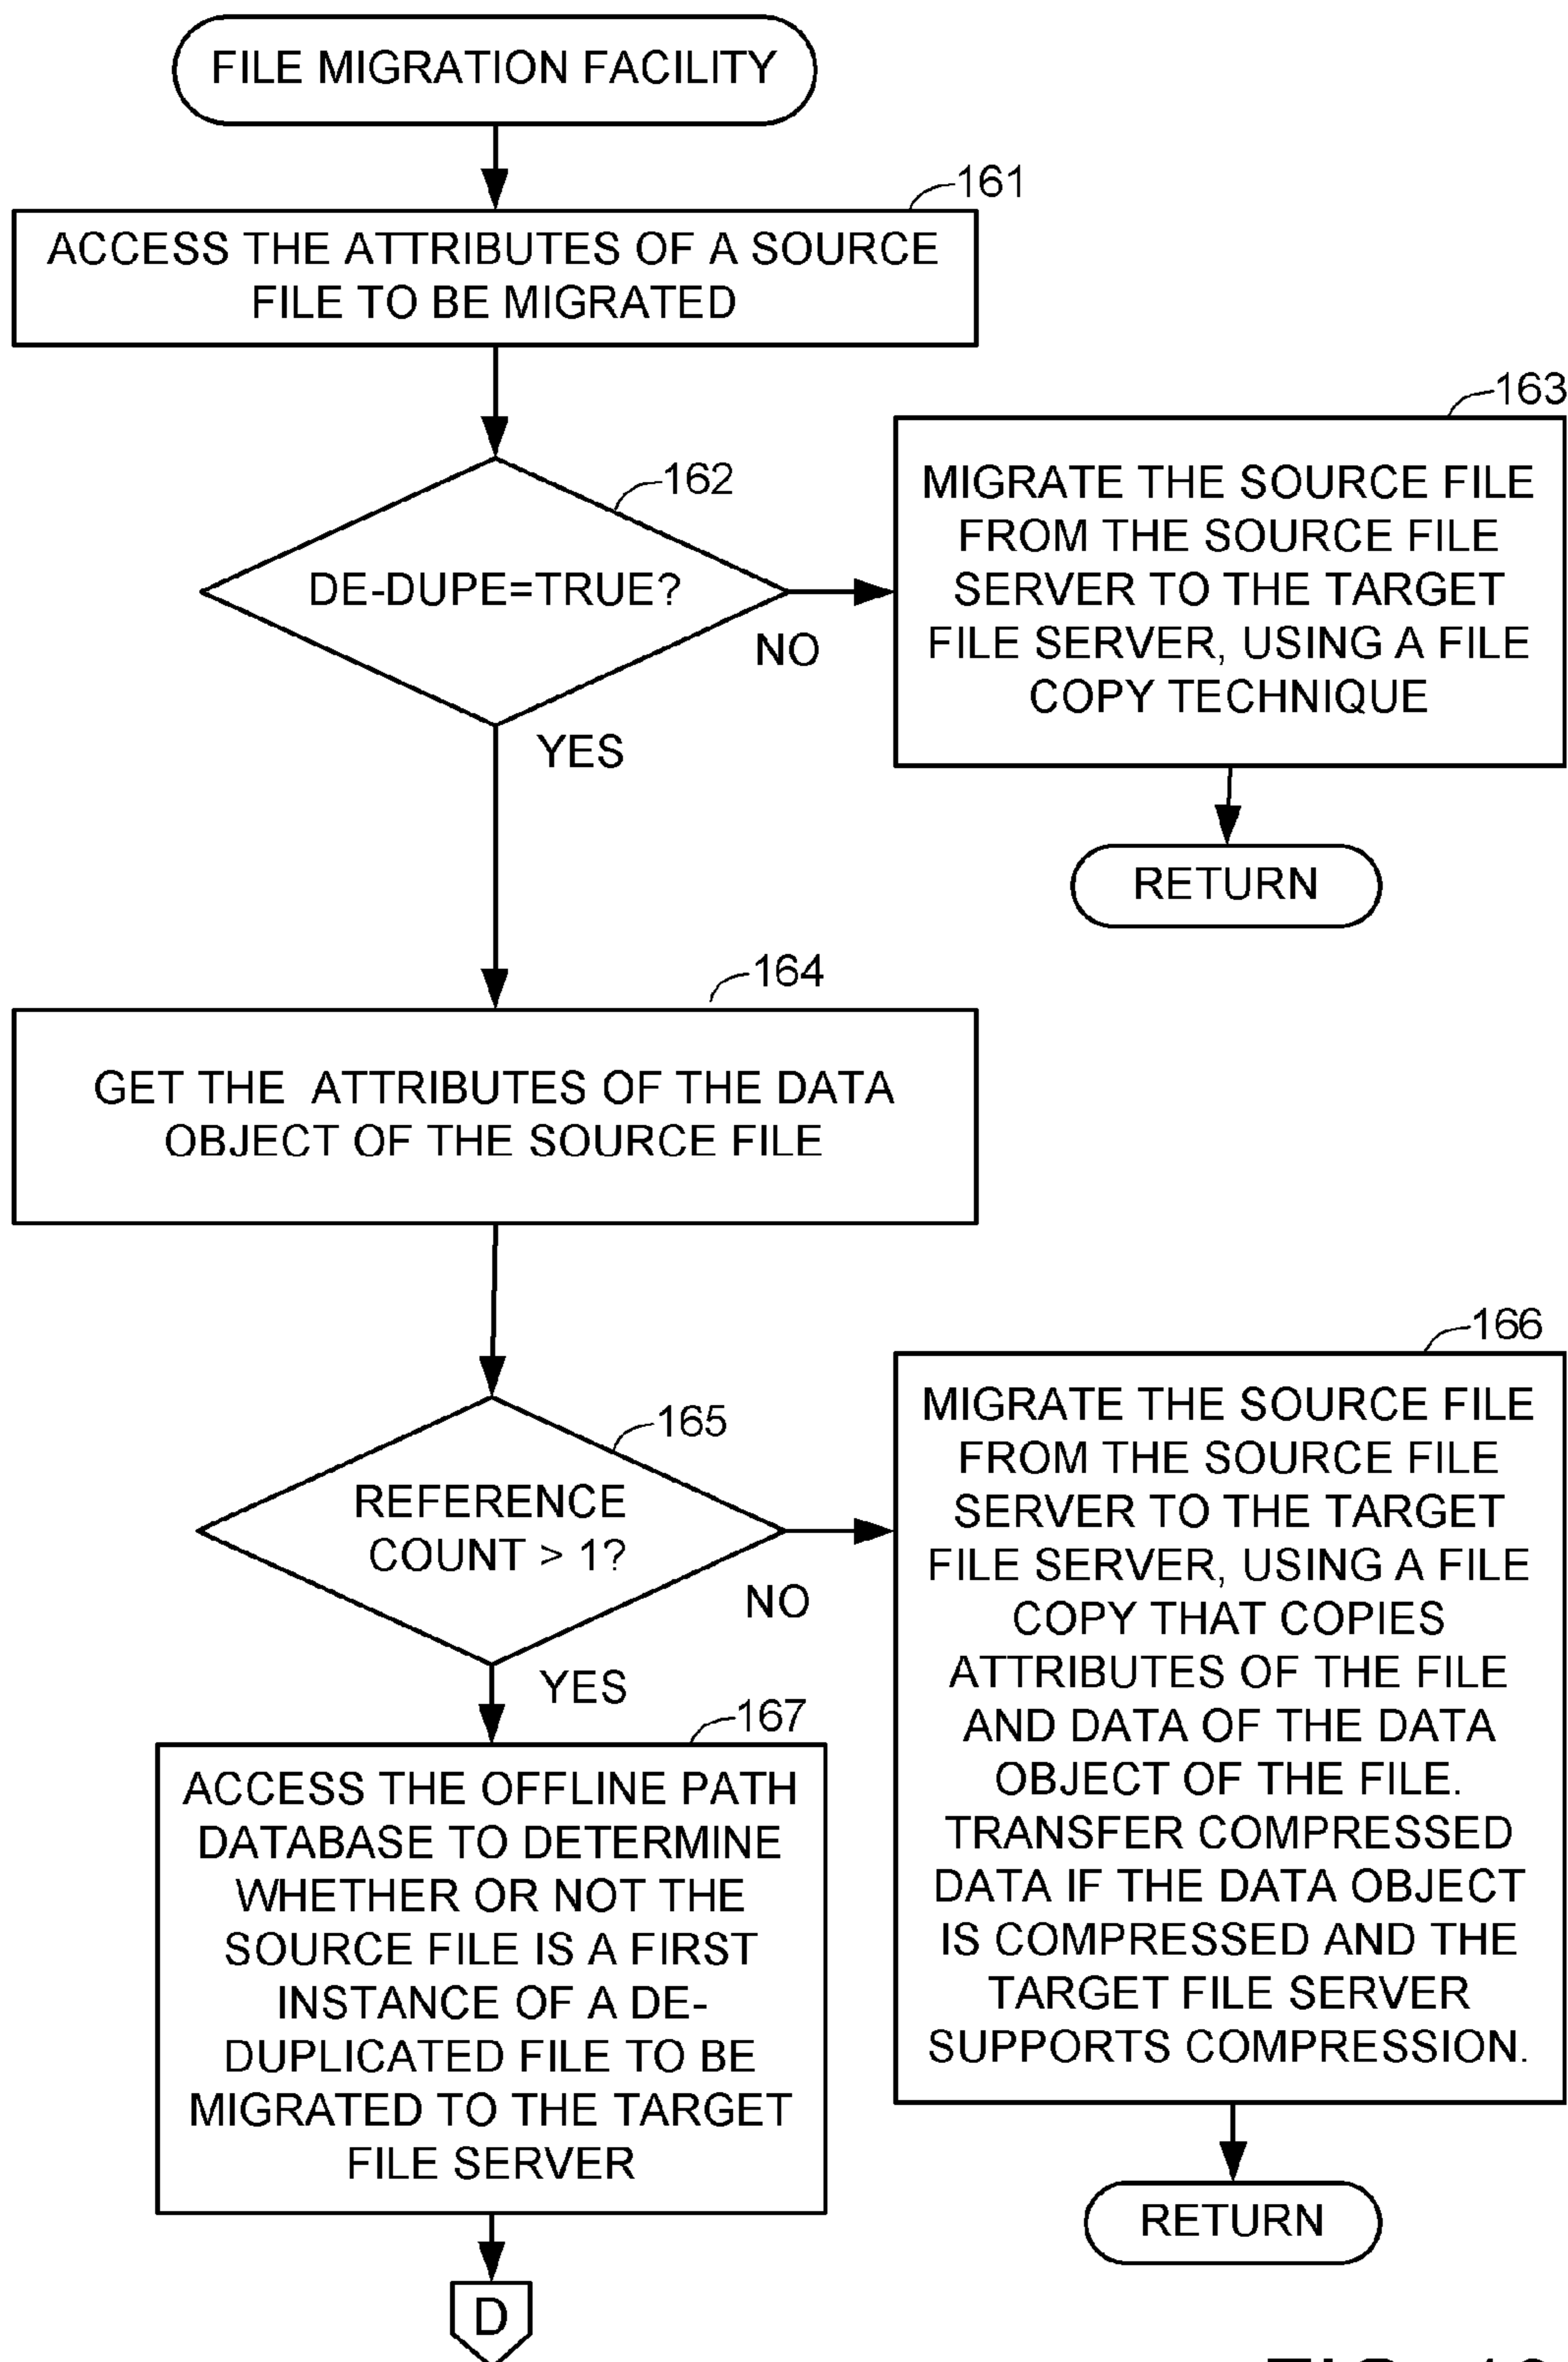 FILE MIGRATION FACILITY
161
ACCESS THE ATTRIBUTES OF A SOURCE
FILE TO BE MIGRATED
162
DE-DUPE=TRUE?
NO
YES
163
MIGRATE THE SOURCE FILE
FROM THE SOURCE FILE
SERVER TO THE TARGET
FILE SERVER, USING A FILE
COPY TECHNIQUE
RETURN
164
GET THE ATTRIBUTES OF THE DATA
OBJECT OF THE SOURCE FILE
165
REFERENCE
COUNT > 1?
NO
YES
166
MIGRATE THE SOURCE FILE
FROM THE SOURCE FILE
SERVER TO THE TARGET
FILE SERVER, USING A FILE
COPY THAT COPIES
ATTRIBUTES OF THE FILE
AND DATA OF THE DATA
OBJECT OF THE FILE.
TRANSFER COMPRESSED
DATA IF THE DATA OBJECT
IS COMPRESSED AND THE
TARGET FILE SERVER
SUPPORTS COMPRESSION.
RETURN
167
ACCESS THE OFFLINE PATH
DATABASE TO DETERMINE
WHETHER OR NOT THE
SOURCE FILE IS A FIRST
INSTANCE OF A DE-
DUPLICATED FILE TO BE
MIGRATED TO THE TARGET
FILE SERVER
D